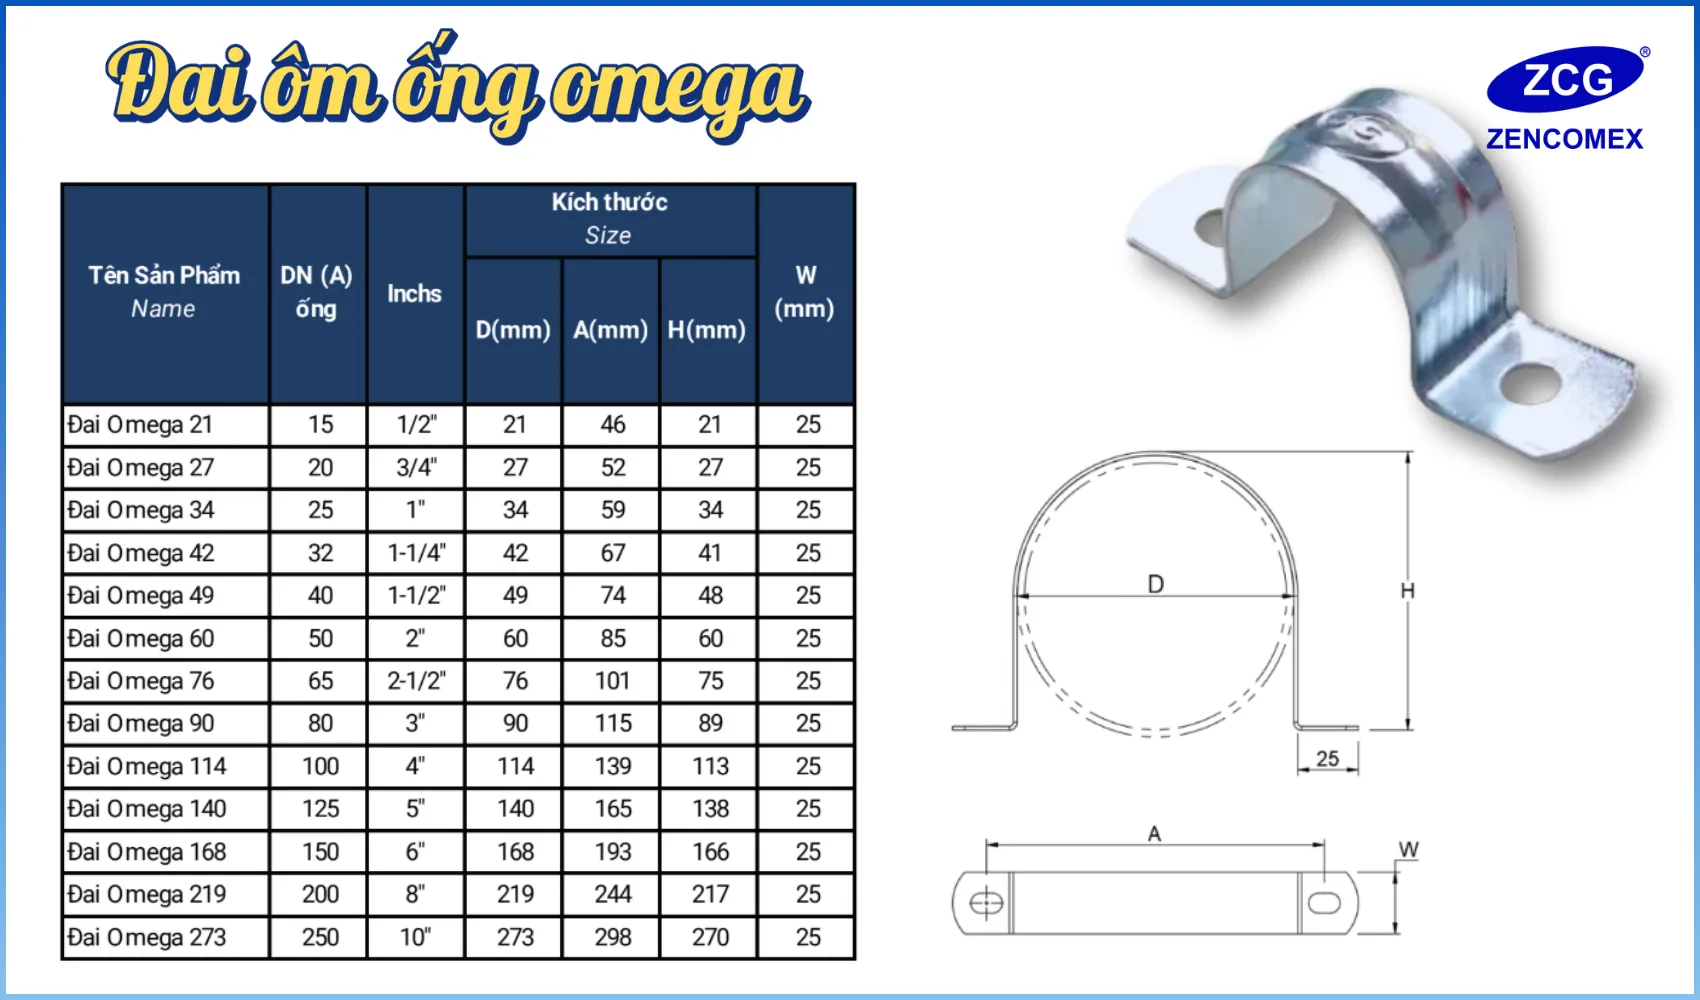 Đai ôm ống omega
ZCG®
ZENCOMEX
Tên Sản Phẩm
Name
DN (A)
ống
Inchs
Kích thước
Size
D(mm) A(mm) H(mm)
W
(mm)
Đai Omega 21 15 1/2" 21 46 21 25
Đai Omega 27 20 3/4" 27 52 27 25
Đai Omega 34 25 1" 34 59 34 25
Đai Omega 42 32 1-1/4" 42 67 41 25
Đai Omega 49 40 1-1/2" 49 74 48 25
Đai Omega 60 50 2" 60 85 60 25
Đai Omega 76 65 2-1/2" 76 101 75 25
Đai Omega 90 80 3" 90 115 89 25
Đai Omega 114 100 4" 114 139 113 25
Đai Omega 140 125 5" 140 165 138 25
Đai Omega 168 150 6" 168 193 166 25
Đai Omega 219 200 8" 219 244 217 25
Đai Omega 273 250 10" 273 298 270 25
D
H
25
A
W